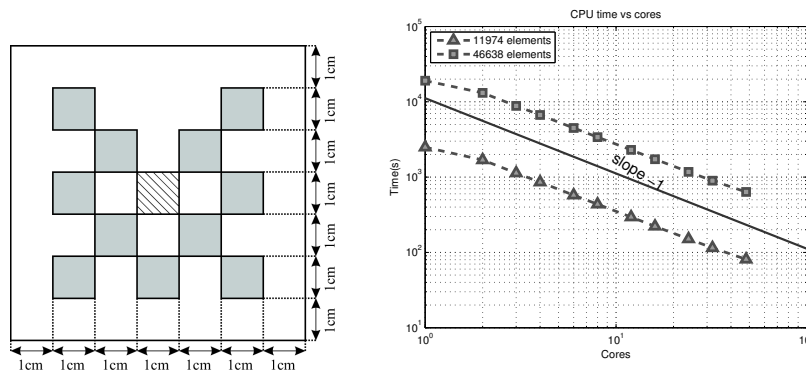 1cm
1cm
1cm
1cm
1cm
1cm
1cm
1cm 1cm 1cm 1cm 1cm 1cm 1cm
CPU time vs cores
11974 elements
46638 elements
slope -1
Time(s)
10^5
10^4
10^3
10^2
10^1
10^0 10^1
Cores